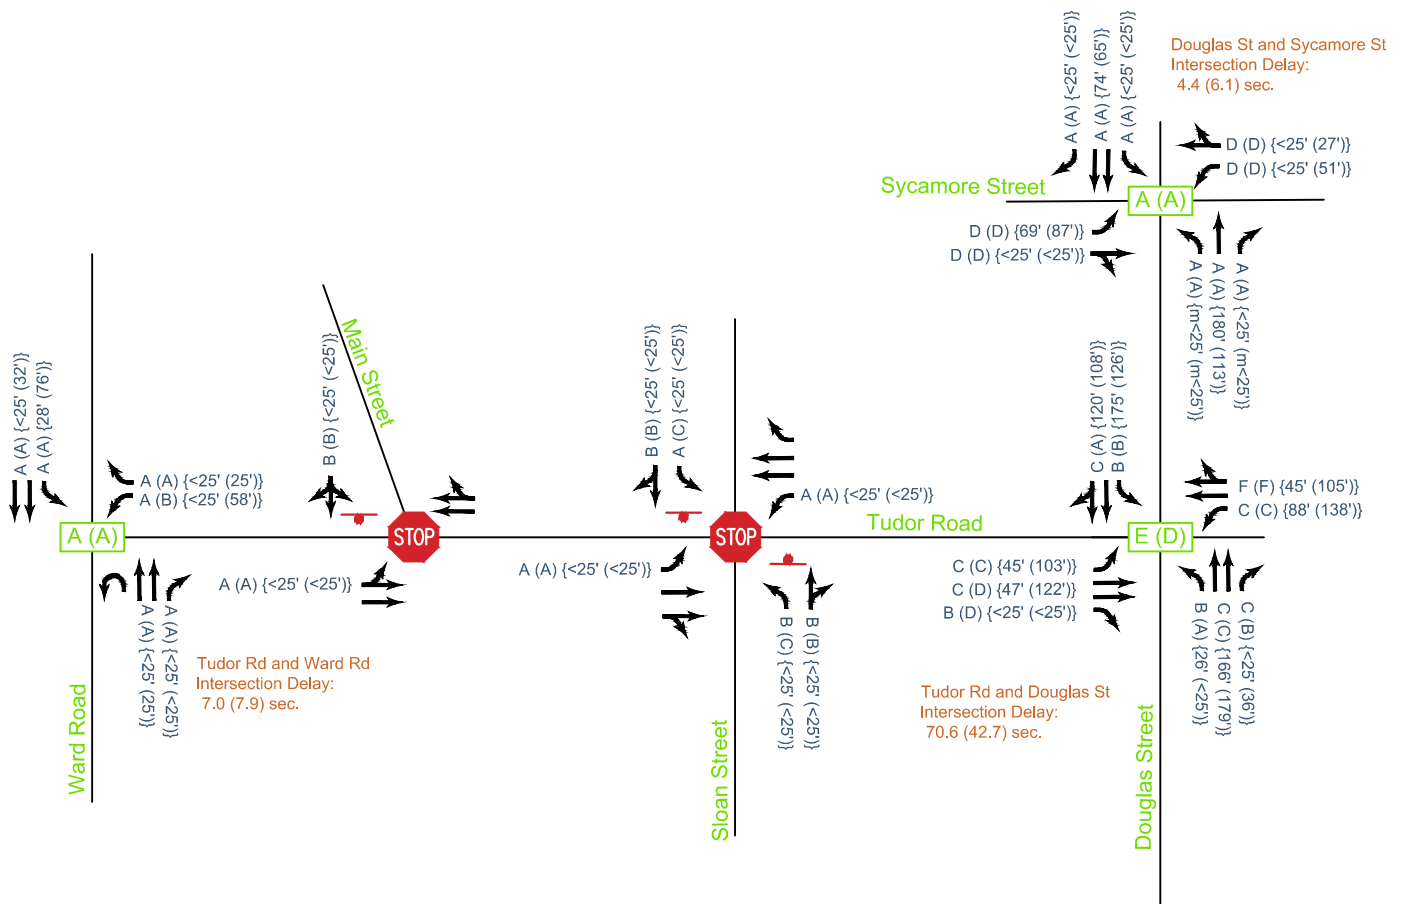 Douglas St and Sycamore St
Intersection Delay:
4.4 (6.1) sec.
A (A) {<25' (<25')}
A (A) {74' (65')}
A (A) {<25' (<25')}
D (D) {<25' (27')}
D (D) {<25' (51')}
Sycamore Street
A (A)
D (D) {69' (87')}
D (D) {<25' (<25')}
A (A) {m<25' (m<25')}
A (A) {180' (113')}
A (A) {<25' (m<25')}
Main Street
A (A) {<25' (32')}
A (A) {28' (76')}
B (B) {<25' (<25')}
B (B) {<25' (<25')}
A (C) {<25' (<25')}
C (A) {120' (108')}
B (B) {175' (126')}
A (A) {<25' (25')}
A (B) {<25' (58')}
A (A) {<25' (<25')}
F (F) {45' (105')}
C (C) {88' (138')}
Tudor Road
A (A)
STOP
STOP
E (D)
A (A) {<25' (<25')}
A (A) {<25' (<25')}
C (C) {45' (103')}
C (D) {47' (122')}
B (D) {<25' (<25')}
A (A) {<25' (25')}
A (A) {<25' (<25')}
B (C) {<25' (<25')}
B (B) {<25' (<25')}
B (A) {26' (<25')}
C (C) {166' (179')}
C (B) {<25' (36')}
Tudor Rd and Ward Rd
Intersection Delay:
7.0 (7.9) sec.
Tudor Rd and Douglas St
Intersection Delay:
70.6 (42.7) sec.
Ward Road
Sloan Street
Douglas Street